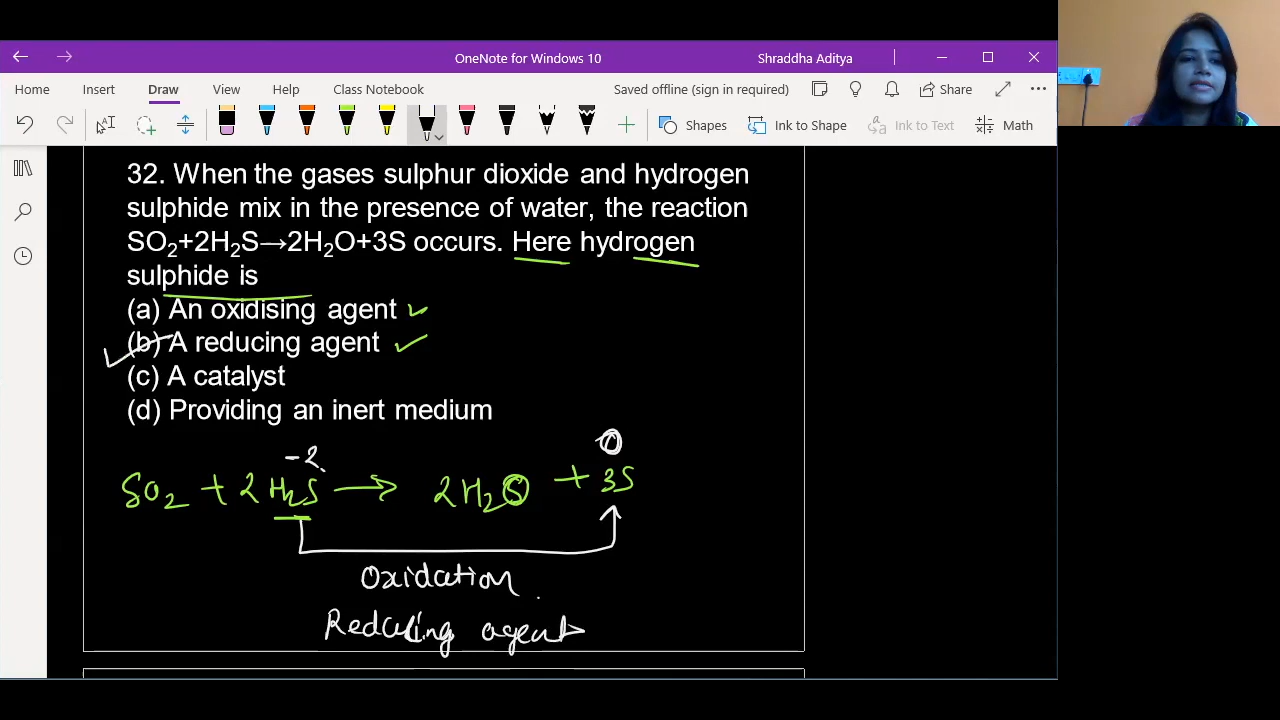 OneNote for Windows 10
Shraddha Aditya
Home Insert Draw View Help Class Notebook
Saved offline (sign in required)
Share
Shapes
Ink to Shape
Ink to Text
Math
32. When the gases sulphur dioxide and hydrogen
sulphide mix in the presence of water, the reaction
SO₂+2H₂S→2H₂O+3S occurs. Here hydrogen
sulphide is
(a) An oxidising agent ✓
(b) A reducing agent ✓
(c) A catalyst
(d) Providing an inert medium
-2 0
SO₂ + 2H₂S → 2H₂O + 3S
Oxidation
Reducing agent